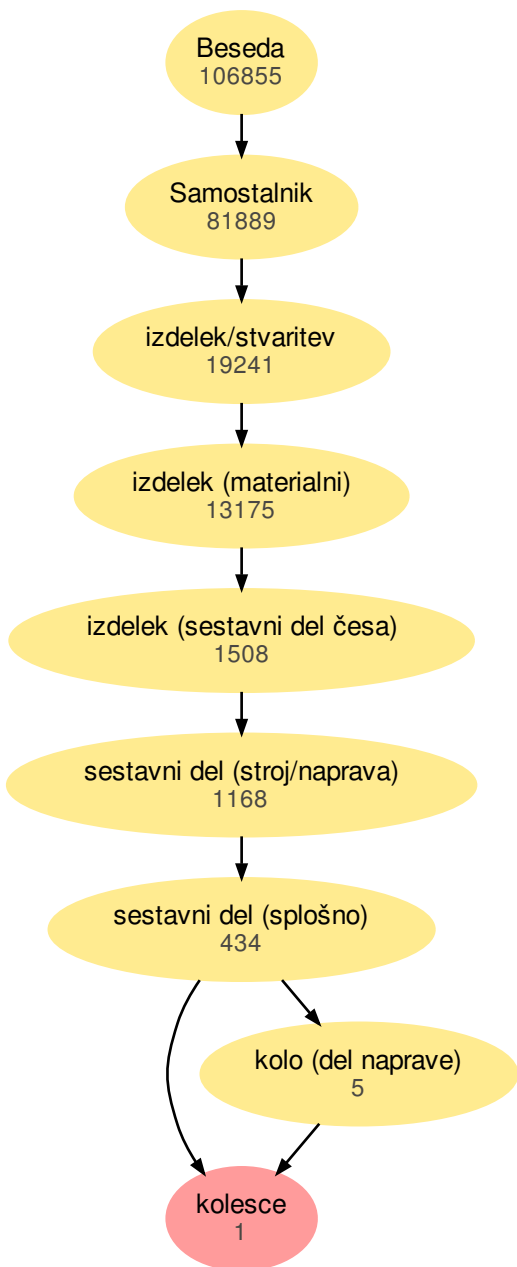 Beseda
106855
Samostalnik
81889
izdelek/stvaritev
19241
izdelek (materialni)
13175
izdelek (sestavni del česa)
1508
sestavni del (stroj/naprava)
1168
sestavni del (splošno)
434
kolo (del naprave)
5
kolesce
1